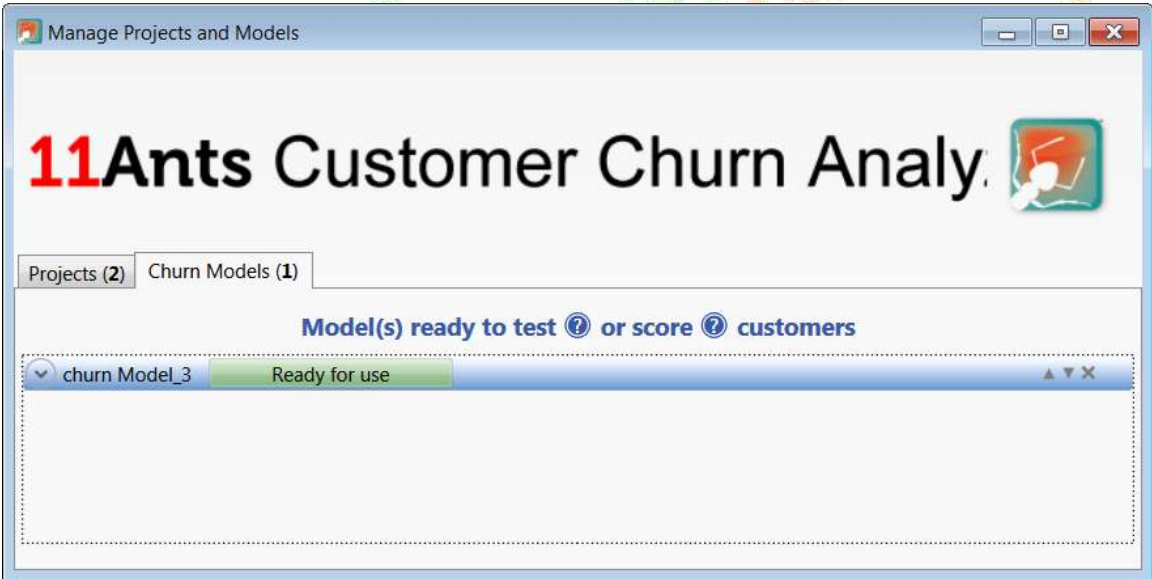 Manage Projects and Models
11Ants Customer Churn Analy
Projects (2) Churn Models (1)
Model(s) ready to test ? or score ? customers
churn Model_3 Ready for use